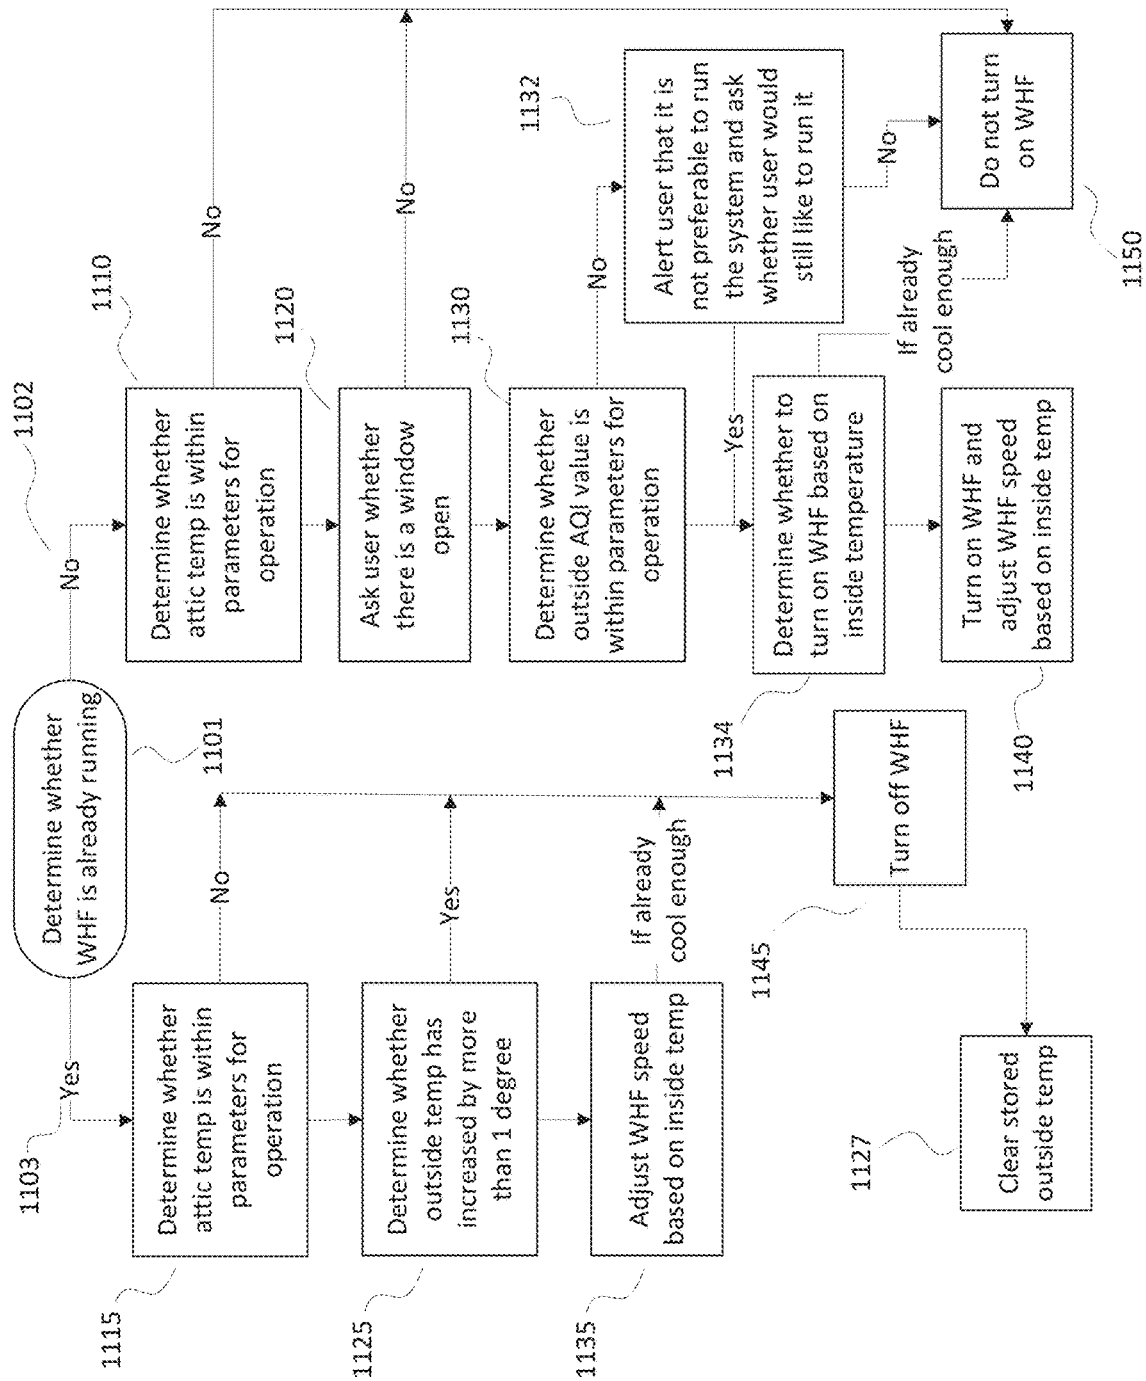 Determine whether
WHF is already running
1101
Yes
1103
No
1102
Determine whether
attic temp is within
parameters for
operation
1115
No
Determine whether
outside temp has
increased by more
than 1 degree
1125
Yes
Adjust WHF speed
based on inside temp
1135
If already
cool enough
Turn off WHF
1145
Clear stored
outside temp
1127
Determine whether
attic temp is within
parameters for
operation
1110
No
Ask user whether
there is a window
open
1120
No
Determine whether
outside AQI value is
within parameters for
operation
1130
No
Alert user that it is
not preferable to run
the system and ask
whether user would
still like to run it
1132
Yes
No
Determine whether to
turn on WHF based on
inside temperature
1134
If already
cool enough
Turn on WHF and
adjust WHF speed
based on inside temp
1140
Do not turn
on WHF
1150